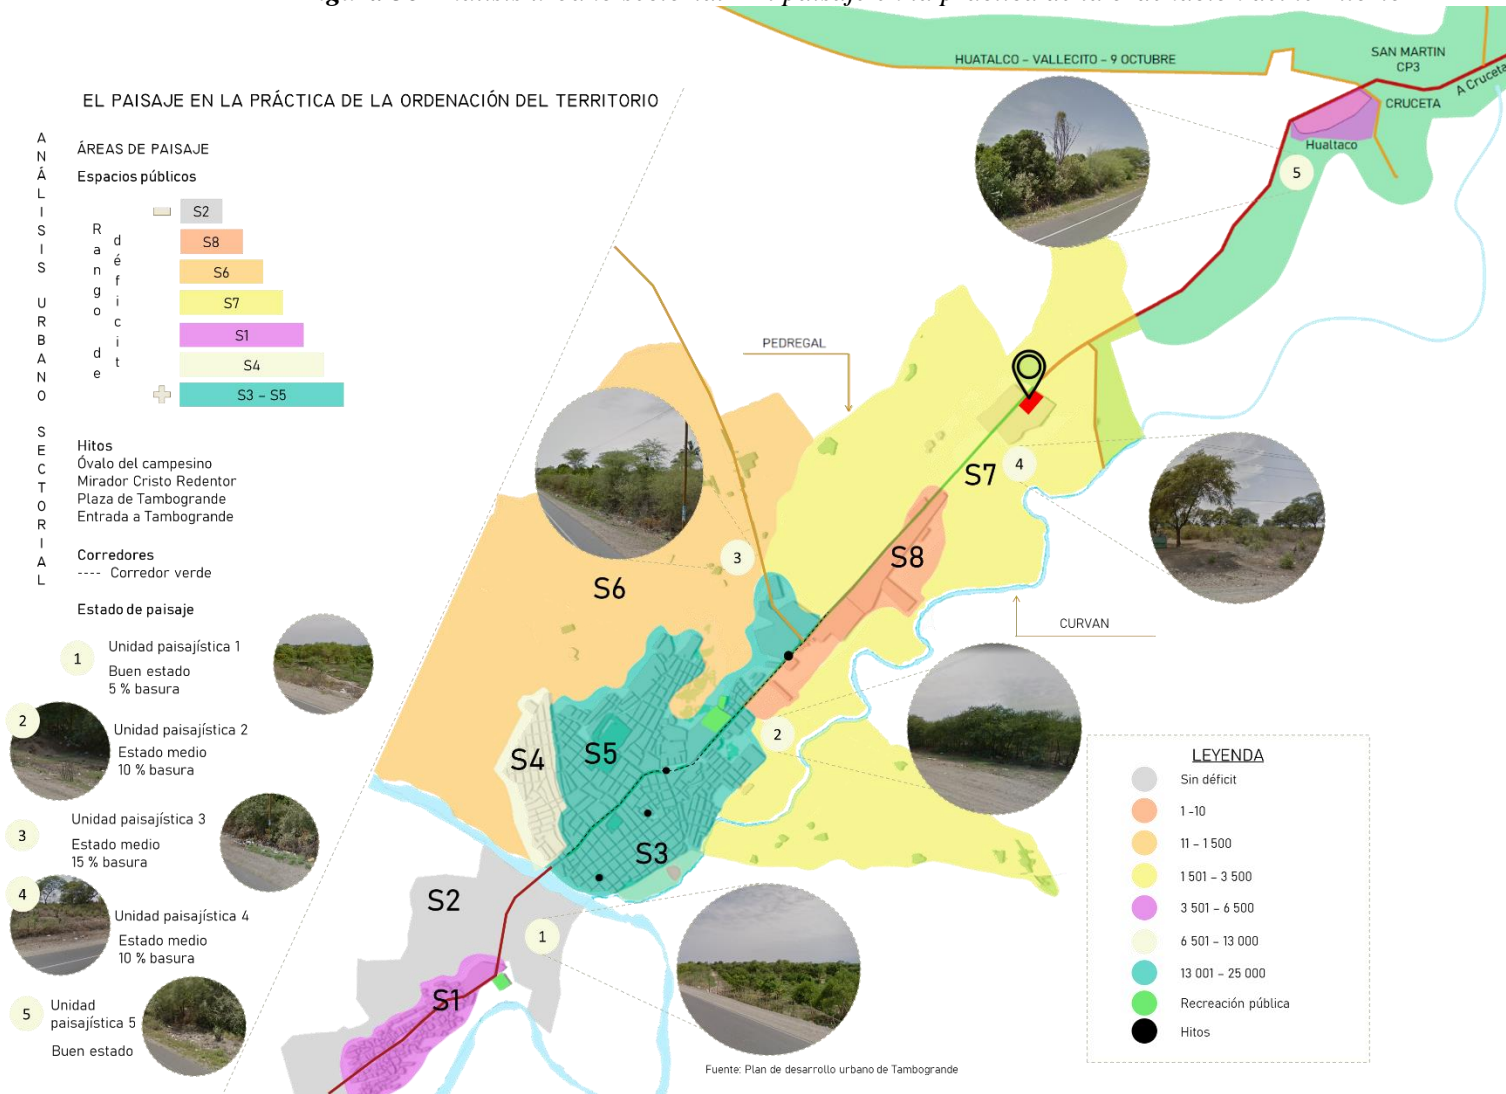 EL PAISAJE EN LA PRÁCTICA DE LA ORDENACIÓN DEL TERRITORIO
ANÁLISIS URBANO SECTORIAL
ÁREAS DE PAISAJE
Espacios públicos
Rango de déficit
S2
S8
S6
S7
S1
S4
S3 – S5
Hitos
Óvalo del campesino
Mirador Cristo Redentor
Plaza de Tambogrande
Entrada a Tambogrande
Corredores
---- Corredor verde
Estado de paisaje
1
Unidad paisajística 1
Buen estado
5 % basura
2
Unidad paisajística 2
Estado medio
10 % basura
3
Unidad paisajística 3
Estado medio
15 % basura
4
Unidad paisajística 4
Estado medio
10 % basura
5
Unidad
paisajística 5
Buen estado
HUATALCO – VALLECITO – 9 OCTUBRE
SAN MARTIN
CP3
A Cruceta
CRUCETA
Hualtaco
5
PEDREGAL
S7
4
S8
3
S6
CURVAN
2
S5
S4
S3
S2
1
S1
LEYENDA
Sin déficit
1 -10
11 – 1 500
1 501 – 3 500
3 501 – 6 500
6 501 – 13 000
13 001 – 25 000
Recreación pública
Hitos
Fuente: Plan de desarrollo urbano de Tambogrande